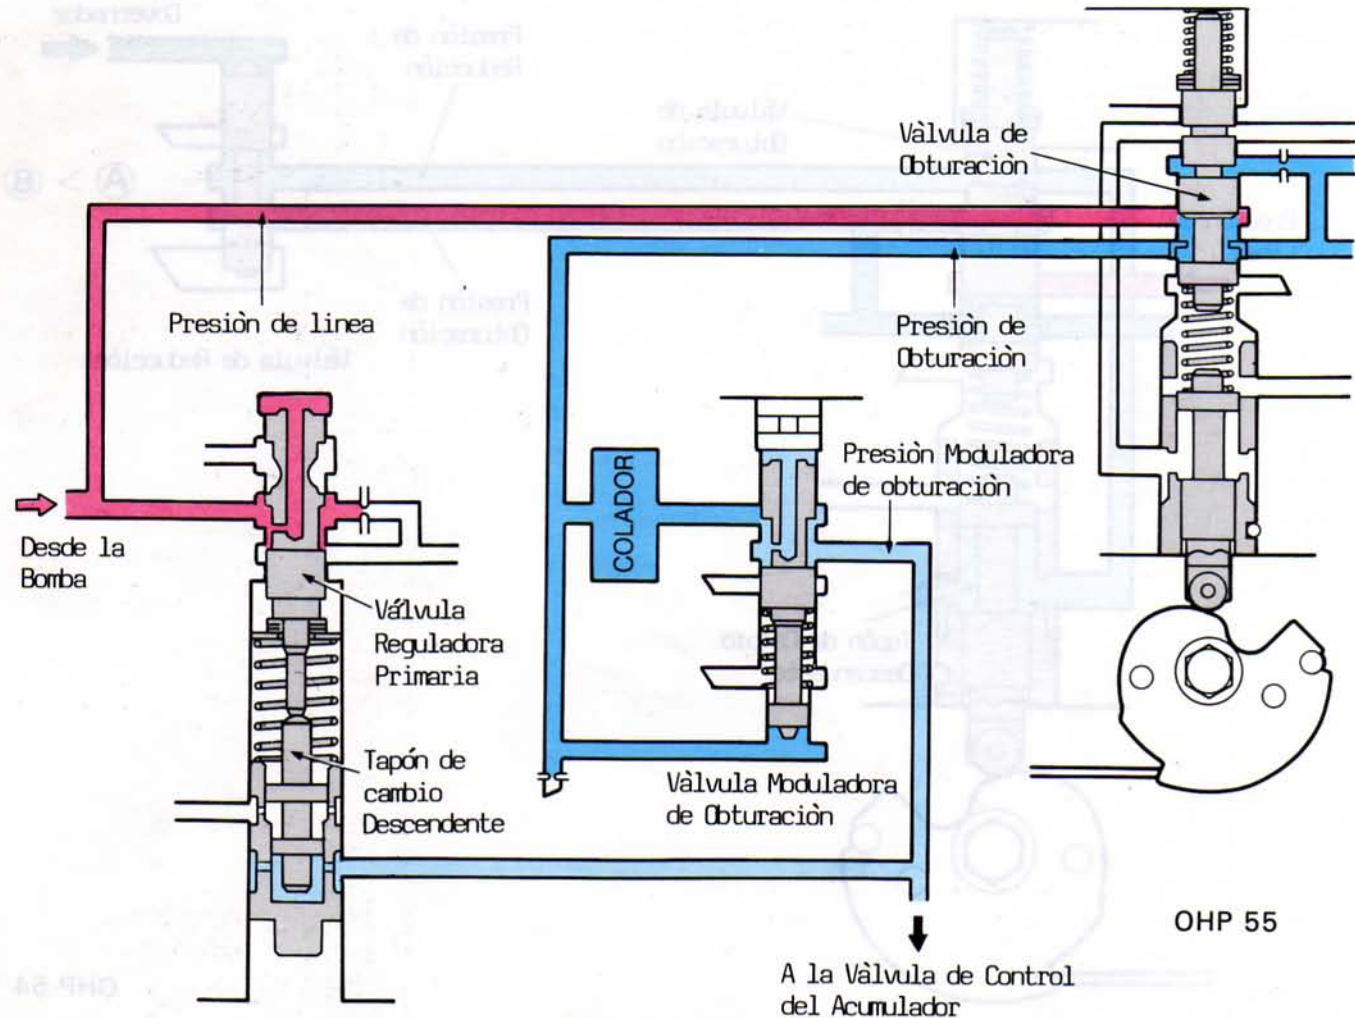 Vàlvula de
Obturaciòn
Presiòn de linea
Presiòn de
Obturaciòn
Presiòn Moduladora
de obturaciòn
COLADOR
Desde la
Bomba
Válvula
Reguladora
Primaria
Tapón de
cambio
Descendente
Vàlvula Moduladora
de Obturaciòn
OHP 55
A la Vàlvula de Control
del Acumulador